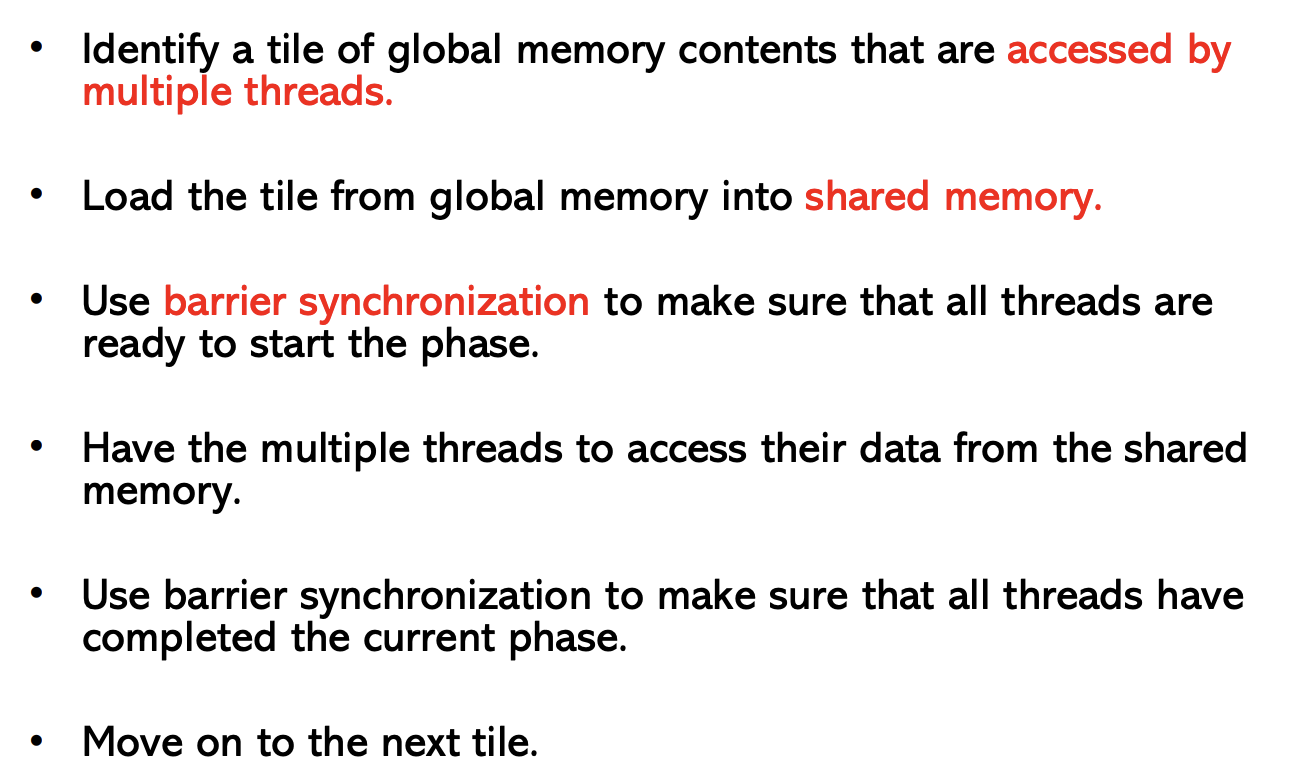 • Identify a tile of global memory contents that are accessed by
multiple threads.
• Load the tile from global memory into shared memory.
• Use barrier synchronization to make sure that all threads are
ready to start the phase.
• Have the multiple threads to access their data from the shared
memory.
• Use barrier synchronization to make sure that all threads have
completed the current phase.
• Move on to the next tile.